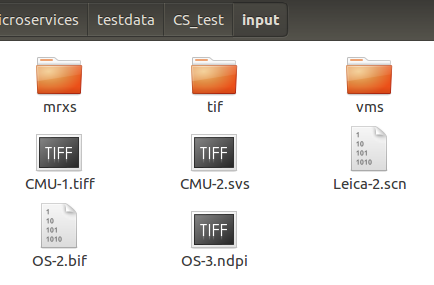 icroservices testdata CS_test input
mrxs tif vms
TIFF TIFF 1 10 101 1010
CMU-1.tiff CMU-2.svs Leica-2.scn
1 10 101 1010 TIFF
OS-2.bif OS-3.ndpi